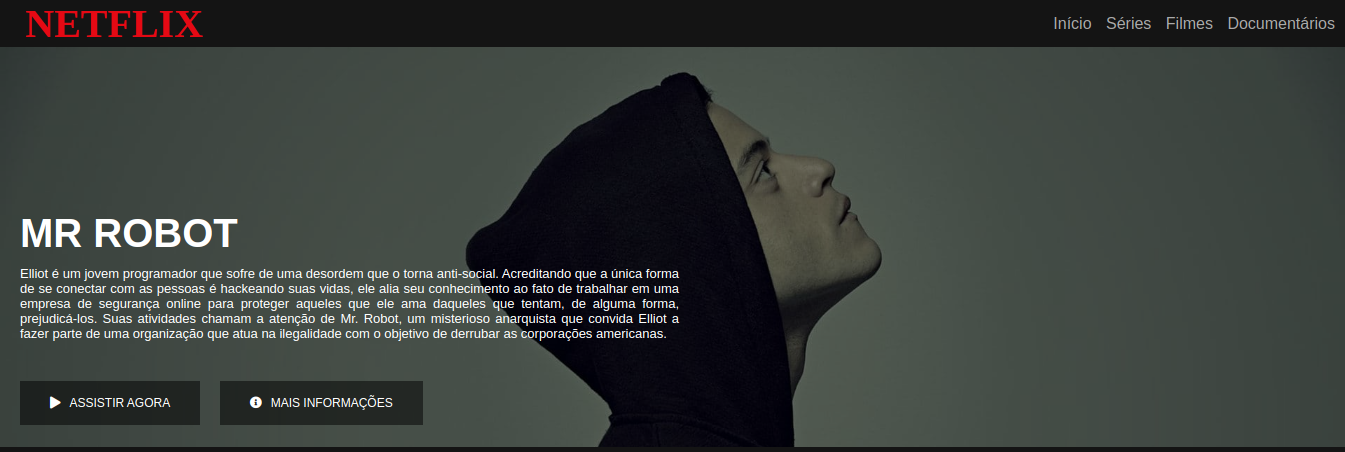 NETFLIX
Início Séries Filmes Documentários
MR ROBOT
Elliot é um jovem programador que sofre de uma desordem que o torna anti-social. Acreditando que a única forma
de se conectar com as pessoas é hackeando suas vidas, ele alia seu conhecimento ao fato de trabalhar em uma
empresa de segurança online para proteger aqueles que ele ama daqueles que tentam, de alguma forma,
prejudicá-los. Suas atividades chamam a atenção de Mr. Robot, um misterioso anarquista que convida Elliot a
fazer parte de uma organização que atua na ilegalidade com o objetivo de derrubar as corporações americanas.
ASSISTIR AGORA
MAIS INFORMAÇÕES